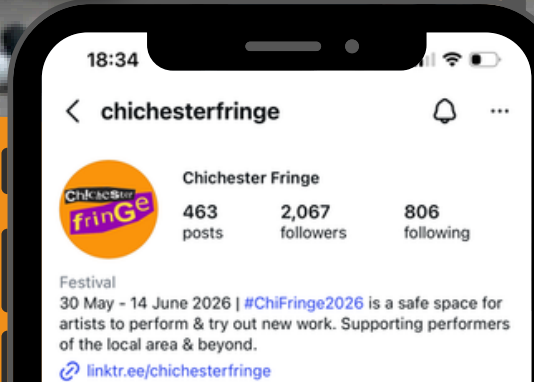 18:34
chichesterfringe
Chichester
frinGe
Chichester Fringe
463 2,067 806
posts followers following
Festival
30 May - 14 June 2026 | #ChiFringe2026 is a safe space for
artists to perform & try out new work. Supporting performers
of the local area & beyond.
linktr.ee/chichesterfringe